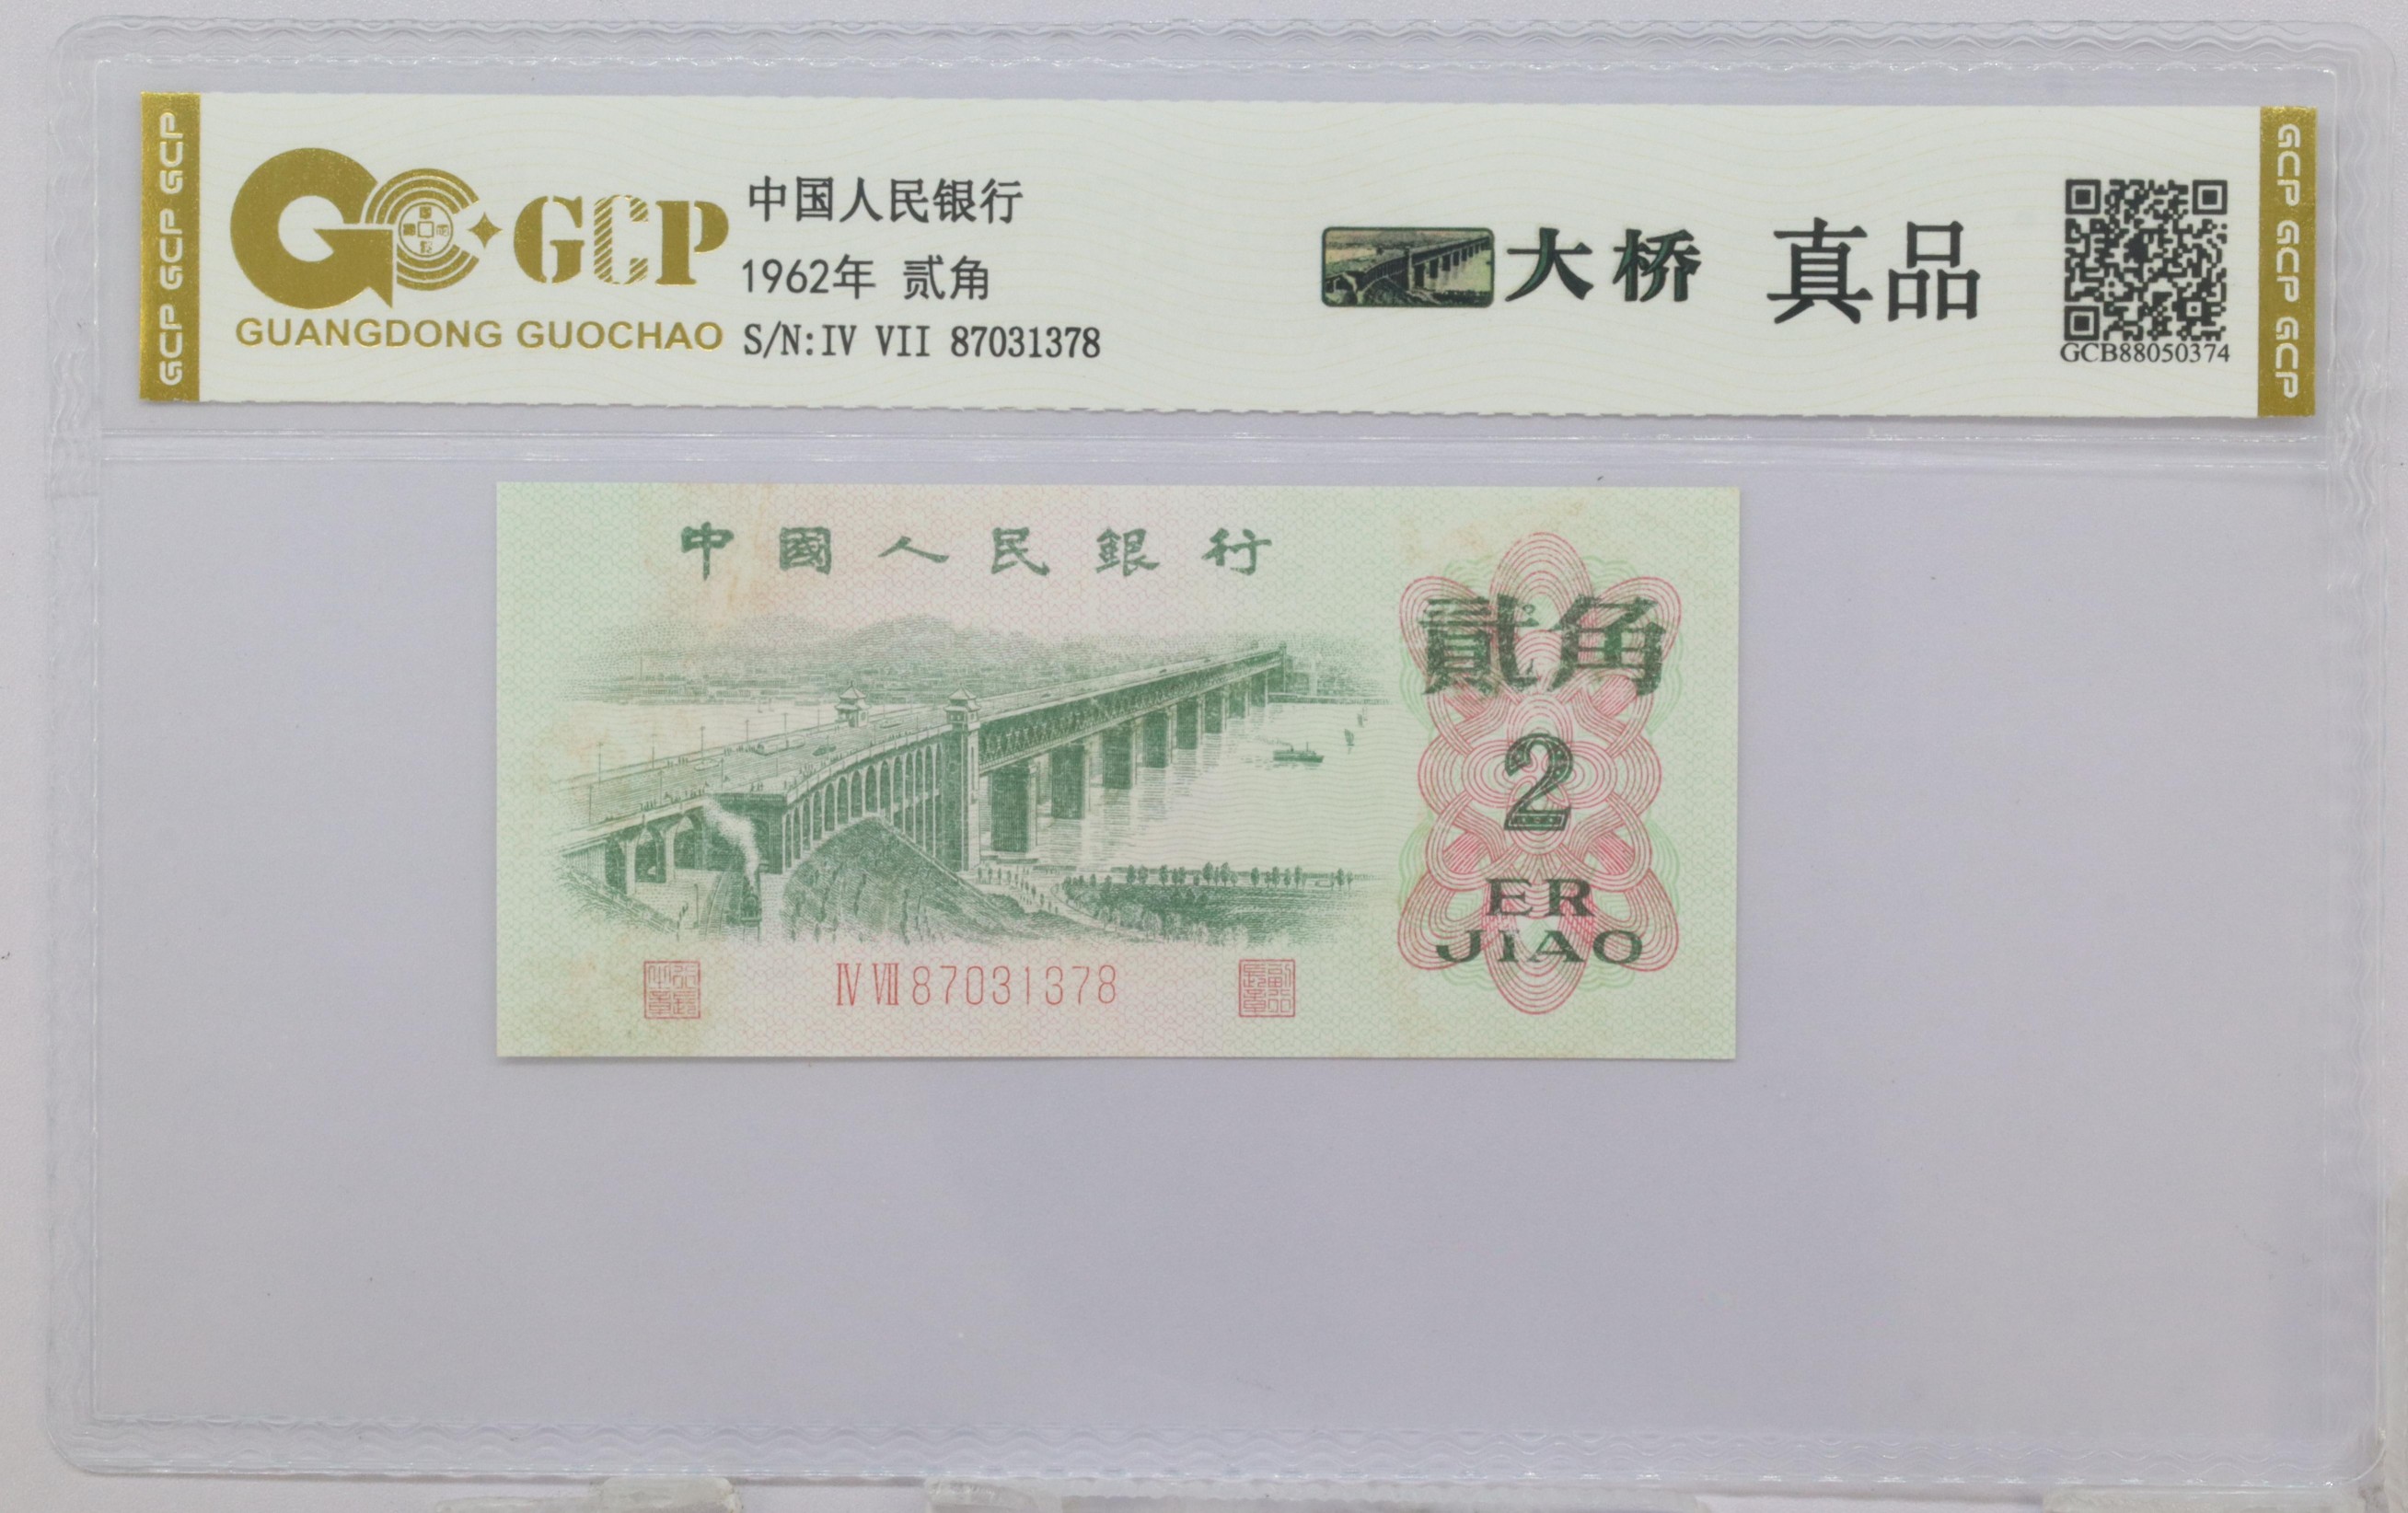 GCP GCP GCP
GCP
GUANGDONG GUOCHAO
中国人民银行
1962年 贰角
S/N:IV VII 87031378
大桥 真品
GCB88050374
GCP GCP GCP
中國人民銀行
貳角
2
ER
JIAO
Ⅳ Ⅶ 87031378